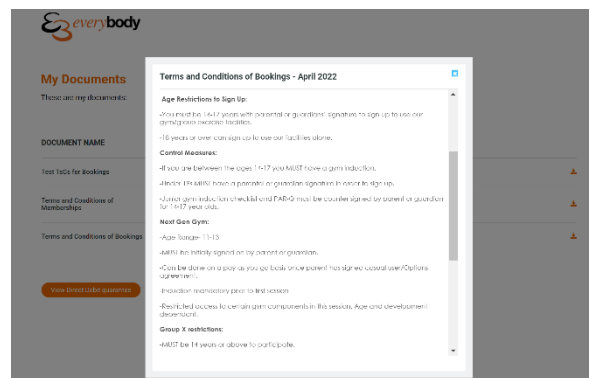 everybody
My Documents
These are my documents:
DOCUMENT NAME
Test TsCs for Bookings
Terms and Conditions of
Memberships
Terms and Conditions of Bookings
View Direct Debit guarantee
Terms and Conditions of Bookings - April 2022
Age Restrictions to Sign Up:
-You must be 14-17 years with parental or guardians' signature to sign up to use our
gym/group exercise facilities.
-18 years or over can sign up to use our facilities alone.
Control Measures:
-If you are between the ages 14-17 you MUST have a gym induction.
-Under 18s MUST have a parental or guardian signature in order to sign up.
-Junior gym induction checklist and PAR-Q must be counter signed by parent or guardian
for 14-17 year olds.
Next Gen Gym:
-Age Range- 11-13
-MUST be initially signed on by parent or guardian.
-Can be done on a pay as you go basis once parent has signed casual user/Options
agreement.
-Induction mandatory prior to first session
-Restricted access to certain gym components in this session. Age and development
dependant.
Group X restrictions:
-MUST be 14 years or above to participate.